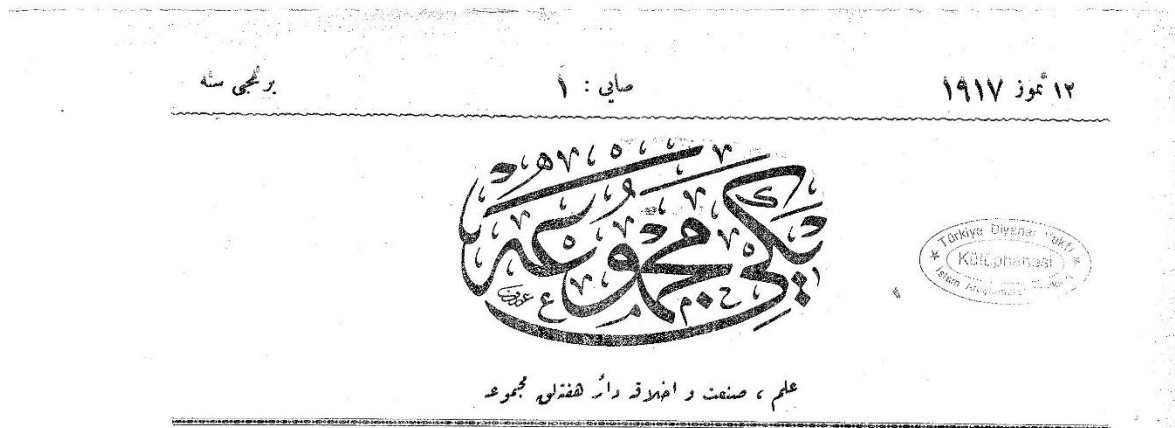 ١٢ تموز ١٩١٧
صايى : ١
برنجى سنه
يكى مجموعه
علم ، صنعت و اخلاقه دائر هفته‌لق مجموعه
Türkiye Diyanet Vakfı
Kütüphanesi